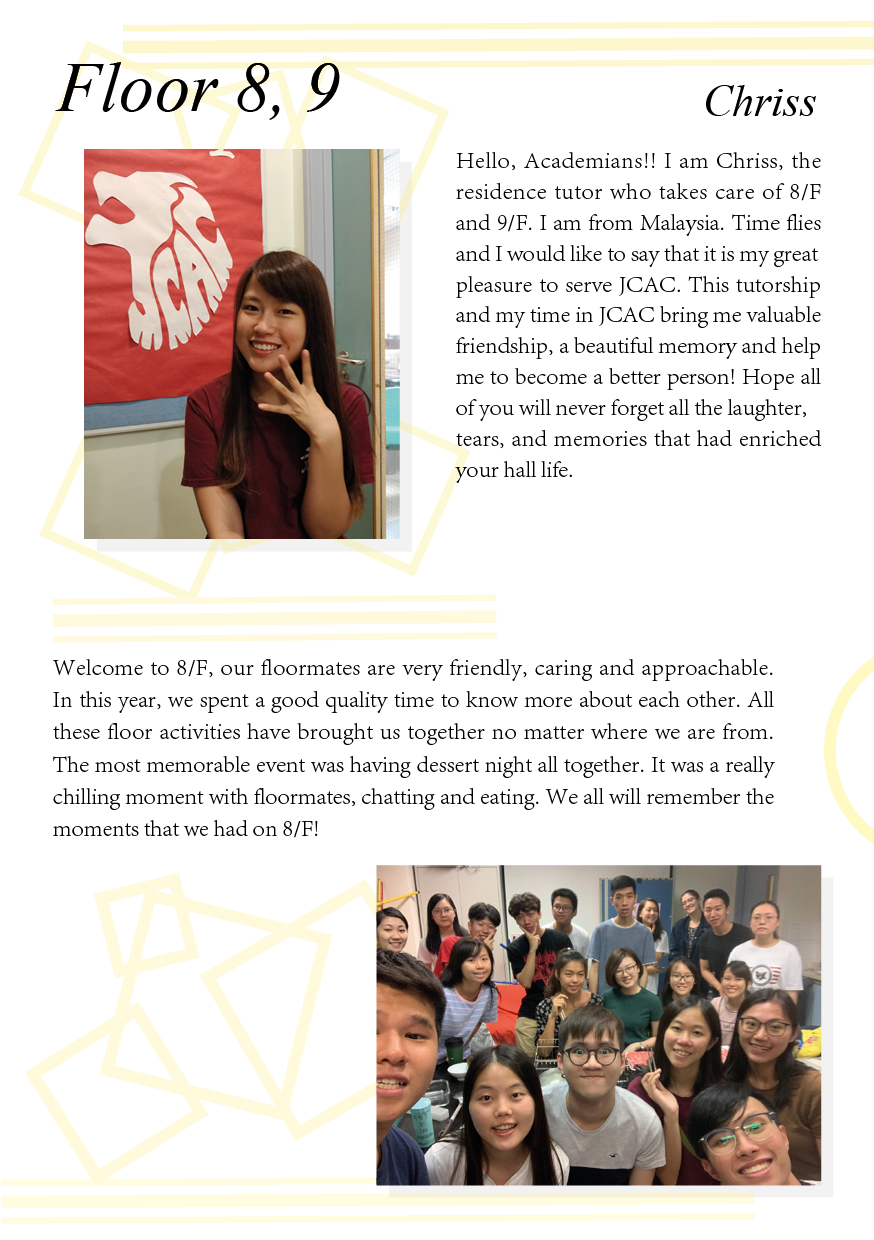 Floor 8, 9
Chriss
JCAC
Hello, Academians!! I am Chriss, the
residence tutor who takes care of 8/F
and 9/F. I am from Malaysia. Time flies
and I would like to say that it is my great
pleasure to serve JCAC. This tutorship
and my time in JCAC bring me valuable
friendship, a beautiful memory and help
me to become a better person! Hope all
of you will never forget all the laughter,
tears, and memories that had enriched
your hall life.
Welcome to 8/F, our floormates are very friendly, caring and approachable.
In this year, we spent a good quality time to know more about each other. All
these floor activities have brought us together no matter where we are from.
The most memorable event was having dessert night all together. It was a really
chilling moment with floormates, chatting and eating. We all will remember the
moments that we had on 8/F!